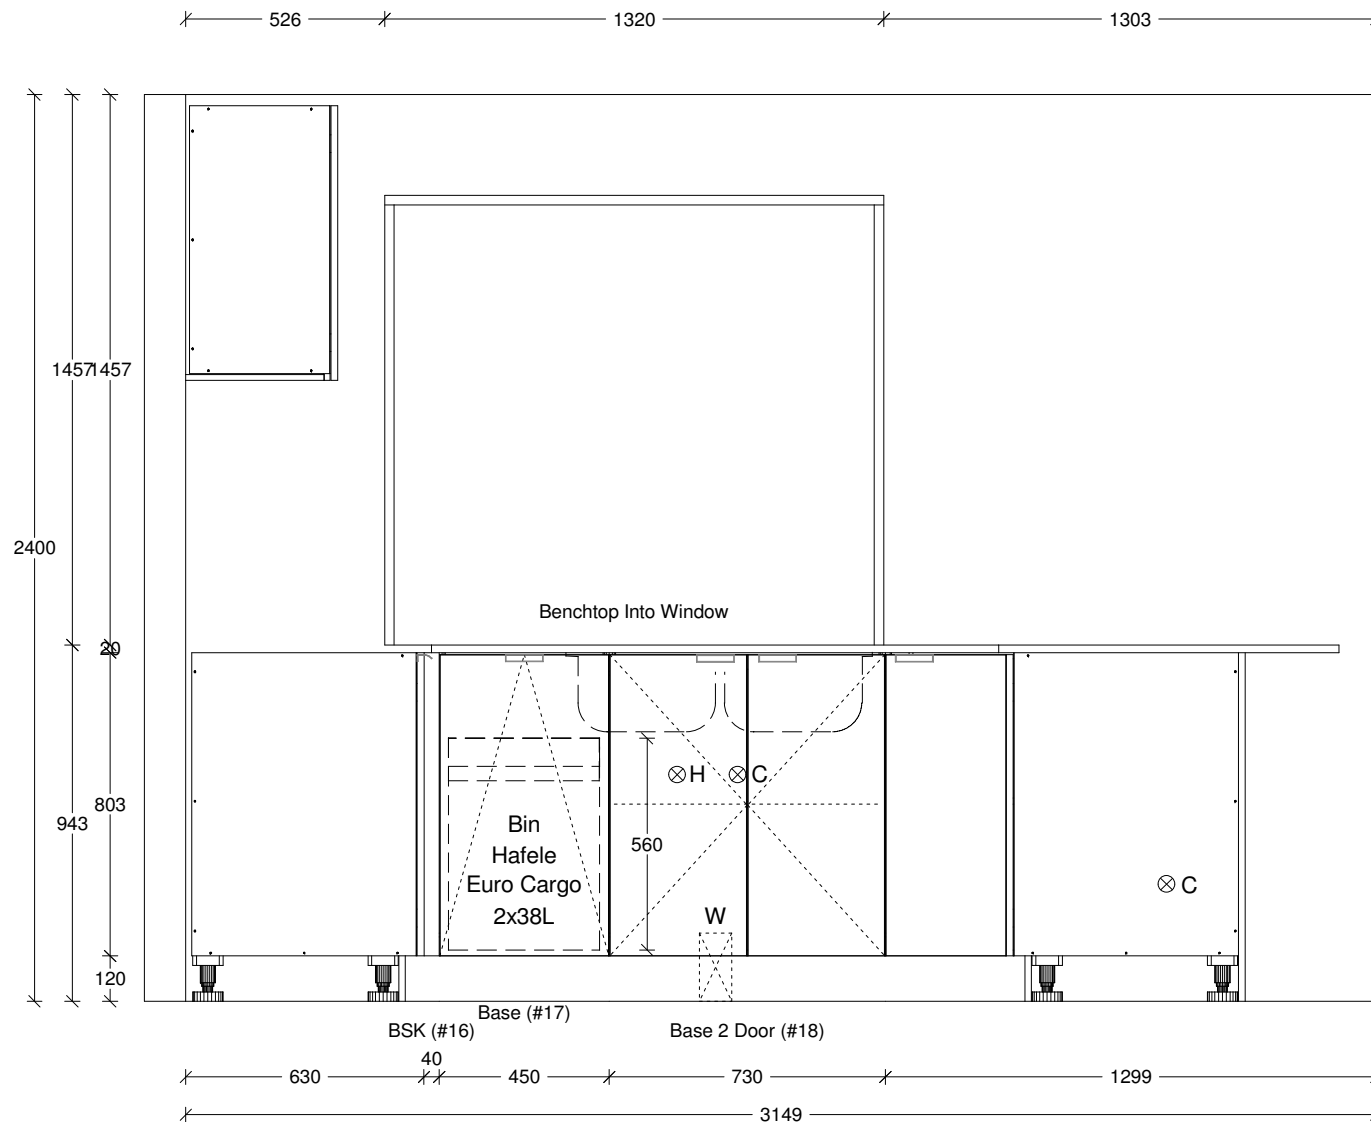 526
1320
1303
1457
1457
2400
Benchtop Into Window
20
H
C
803
943
Bin
Hafele
Euro Cargo
2x38L
560
C
W
120
Base (#17)
BSK (#16)
Base 2 Door (#18)
40
630
450
730
1299
3149